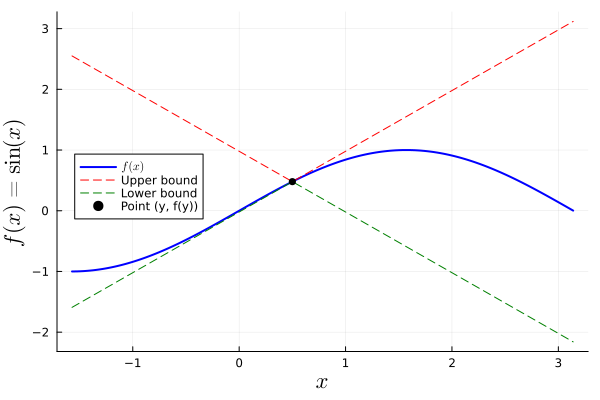 3
2
1
0
−1
−2
f(x) = sin(x)
f(x)
Upper bound
Lower bound
Point (y, f(y))
−1 0 1 2 3
x